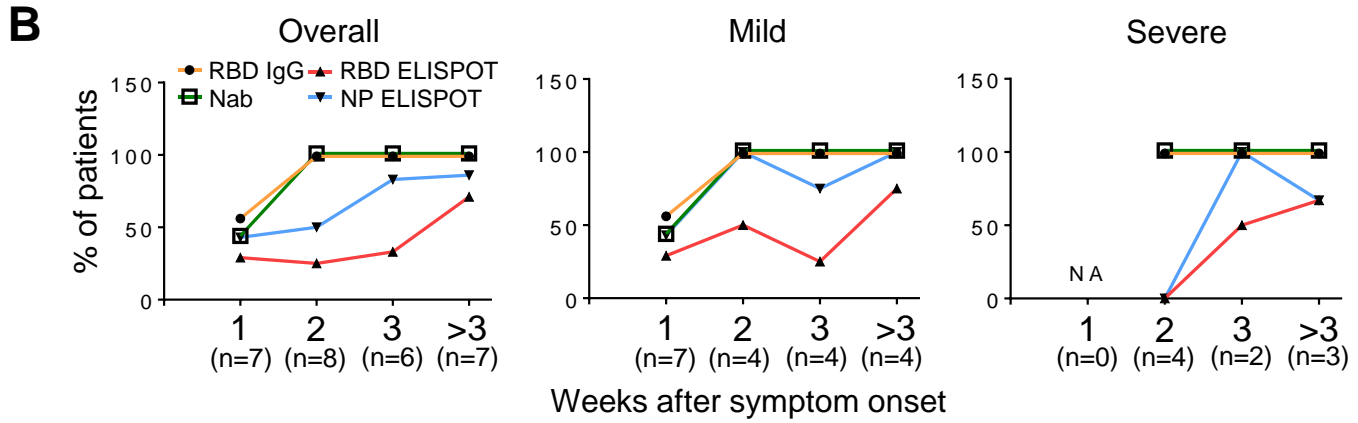 B
Overall
Mild
Severe
RBD IgG
RBD ELISPOT
Nab
NP ELISPOT
% of patients
150
100
50
0
1
2
3
>3
(n=7)
(n=8)
(n=6)
(n=7)
150
100
50
0
1
2
3
>3
(n=7)
(n=4)
(n=4)
(n=4)
150
100
50
0
NA
1
2
3
>3
(n=0)
(n=4)
(n=2)
(n=3)
Weeks after symptom onset